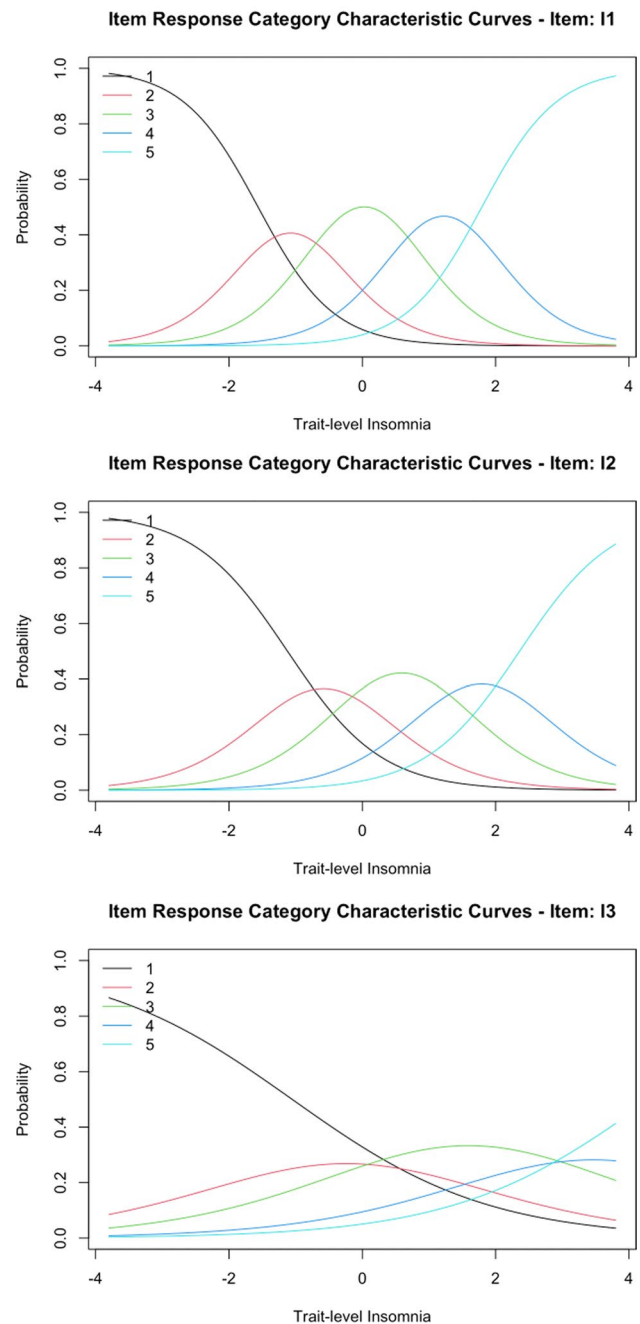 Item Response Category Characteristic Curves - Item: I1
1.0
0.8
0.6
0.4
0.2
0.0
Probability
1
2
3
4
5
-4 -2 0 2 4
Trait-level Insomnia
Item Response Category Characteristic Curves - Item: I2
1.0
0.8
0.6
0.4
0.2
0.0
Probability
1
2
3
4
5
-4 -2 0 2 4
Trait-level Insomnia
Item Response Category Characteristic Curves - Item: I3
1.0
0.8
0.6
0.4
0.2
0.0
Probability
1
2
3
4
5
-4 -2 0 2 4
Trait-level Insomnia